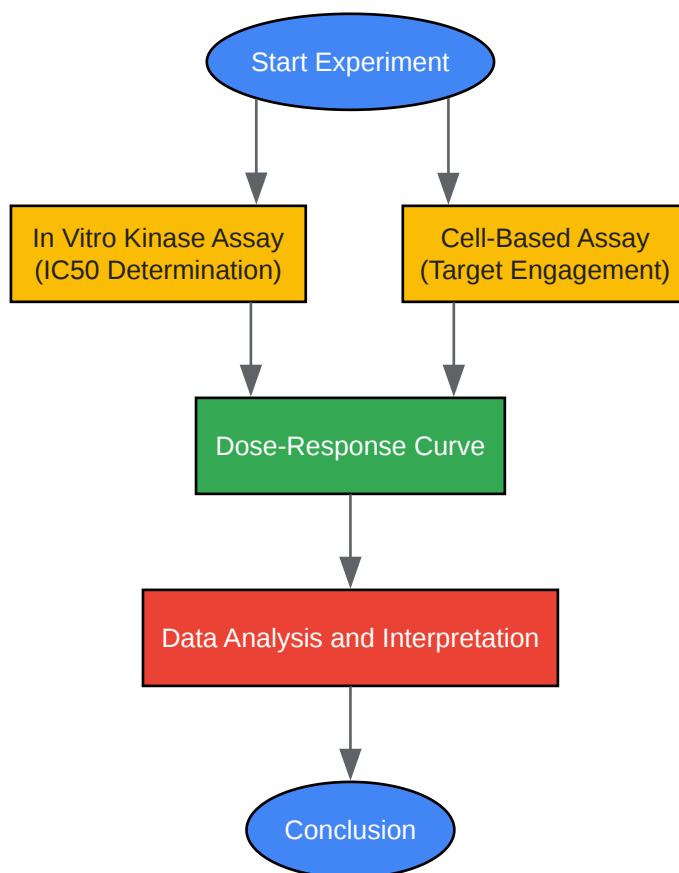 Start Experiment
In Vitro Kinase Assay
(IC50 Determination)
Cell-Based Assay
(Target Engagement)
Dose-Response Curve
Data Analysis and Interpretation
Conclusion